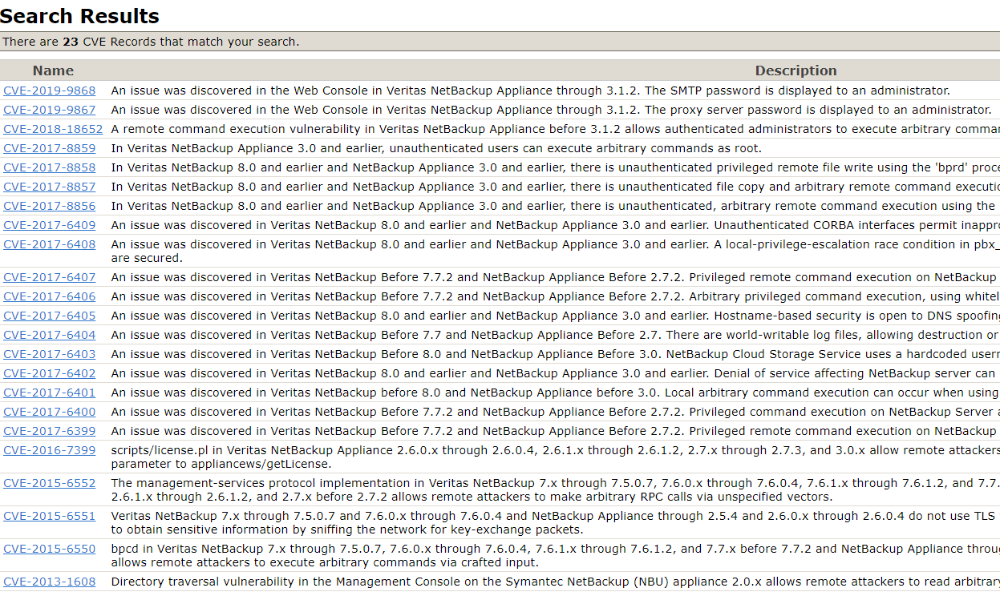 Search Results
There are 23 CVE Records that match your search.
Name Description
CVE-2019-9868 An issue was discovered in the Web Console in Veritas NetBackup Appliance through 3.1.2. The SMTP password is displayed to an administrator.
CVE-2019-9867 An issue was discovered in the Web Console in Veritas NetBackup Appliance through 3.1.2. The proxy server password is displayed to an administrator.
CVE-2018-18652 A remote command execution vulnerability in Veritas NetBackup Appliance before 3.1.2 allows authenticated administrators to execute arbitrary
CVE-2017-8859 In Veritas NetBackup Appliance 3.0 and earlier, unauthenticated users can execute arbitrary commands as root.
CVE-2017-8858 In Veritas NetBackup 8.0 and earlier and NetBackup Appliance 3.0 and earlier, there is unauthenticated privileged remote file write using the 'bprd'
CVE-2017-8857 In Veritas NetBackup 8.0 and earlier and NetBackup Appliance 3.0 and earlier, there is unauthenticated file copy and arbitrary remote command
CVE-2017-8856 In Veritas NetBackup 8.0 and earlier and NetBackup Appliance 3.0 and earlier, there is unauthenticated, arbitrary remote command execution using the
CVE-2017-6409 An issue was discovered in Veritas NetBackup 8.0 and earlier and NetBackup Appliance 3.0 and earlier. Unauthenticated CORBA interfaces permit
CVE-2017-6408 An issue was discovered in Veritas NetBackup 8.0 and earlier and NetBackup Appliance 3.0 and earlier. A local-privilege-escalation race condition in pbx_
are secured.
CVE-2017-6407 An issue was discovered in Veritas NetBackup Before 7.7.2 and NetBackup Appliance Before 2.7.2. Privileged remote command execution on NetBackup
CVE-2017-6406 An issue was discovered in Veritas NetBackup Before 7.7.2 and NetBackup Appliance Before 2.7.2. Arbitrary privileged command execution, using
CVE-2017-6405 An issue was discovered in Veritas NetBackup 8.0 and earlier and NetBackup Appliance 3.0 and earlier. Hostname-based security is open to DNS
CVE-2017-6404 An issue was discovered in Veritas NetBackup Before 7.7 and NetBackup Appliance Before 2.7. There are world-writable log files, allowing destruction or
CVE-2017-6403 An issue was discovered in Veritas NetBackup Before 8.0 and NetBackup Appliance Before 3.0. NetBackup Cloud Storage Service uses a hardcoded
CVE-2017-6402 An issue was discovered in Veritas NetBackup 8.0 and earlier and NetBackup Appliance 3.0 and earlier. Denial of service affecting NetBackup server can
CVE-2017-6401 An issue was discovered in Veritas NetBackup before 8.0 and NetBackup Appliance before 3.0. Local arbitrary command execution can occur when using
CVE-2017-6400 An issue was discovered in Veritas NetBackup Before 7.7.2 and NetBackup Appliance Before 2.7.2. Privileged command execution on NetBackup Server
CVE-2017-6399 An issue was discovered in Veritas NetBackup Before 7.7.2 and NetBackup Appliance Before 2.7.2. Privileged remote command execution on NetBackup
CVE-2016-7399 scripts/license.pl in Veritas NetBackup Appliance 2.6.0.x through 2.6.0.4, 2.6.1.x through 2.6.1.2, 2.7.x through 2.7.3, and 3.0.x allow remote attackers
parameter to appliancews/getLicense.
CVE-2015-6552 The management-services protocol implementation in Veritas NetBackup 7.x through 7.5.0.7, 7.6.0.x through 7.6.0.4, 7.6.1.x through 7.6.1.2, and 7.7.
2.6.1.x through 2.6.1.2, and 2.7.x before 2.7.2 allows remote attackers to make arbitrary RPC calls via unspecified vectors.
CVE-2015-6551 Veritas NetBackup 7.x through 7.5.0.7 and 7.6.0.x through 7.6.0.4 and NetBackup Appliance through 2.5.4 and 2.6.0.x through 2.6.0.4 do not use TLS
to obtain sensitive information by sniffing the network for key-exchange packets.
CVE-2015-6550 bpcd in Veritas NetBackup 7.x through 7.5.0.7, 7.6.0.x through 7.6.0.4, 7.6.1.x through 7.6.1.2, and 7.7.x before 7.7.2 and NetBackup Appliance
allows remote attackers to execute arbitrary commands via crafted input.
CVE-2013-1608 Directory traversal vulnerability in the Management Console on the Symantec NetBackup (NBU) appliance 2.0.x allows remote attackers to read arbitrary